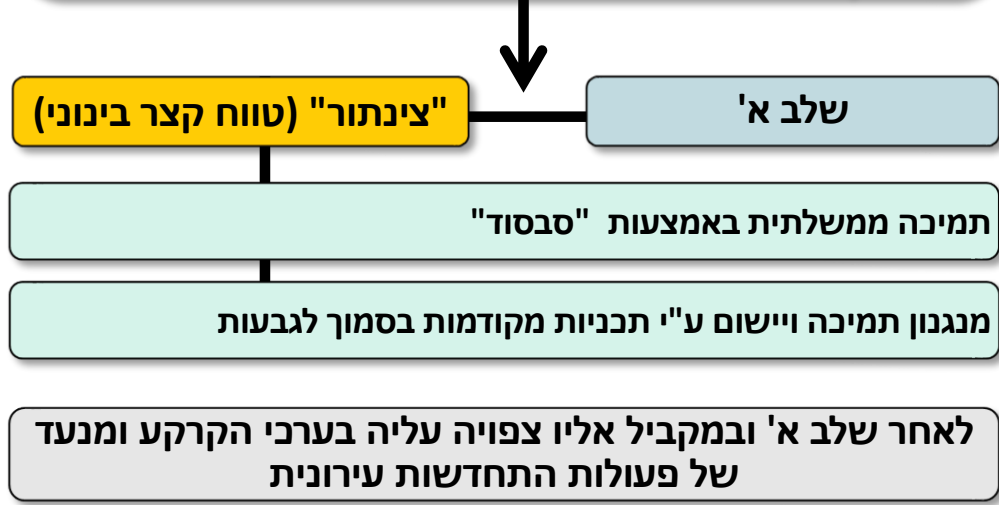 שלב א'
"צינתור" (טווח קצר בינוני)
תמיכה ממשלתית באמצעות "סבסוד"
מנגנון תמיכה ויישום ע"י תכניות מקודמות בסמוך לגבעות
לאחר שלב א' ובמקביל אליו צפויה עליה בערכי הקרקע ומנעד
של פעולות התחדשות עירונית